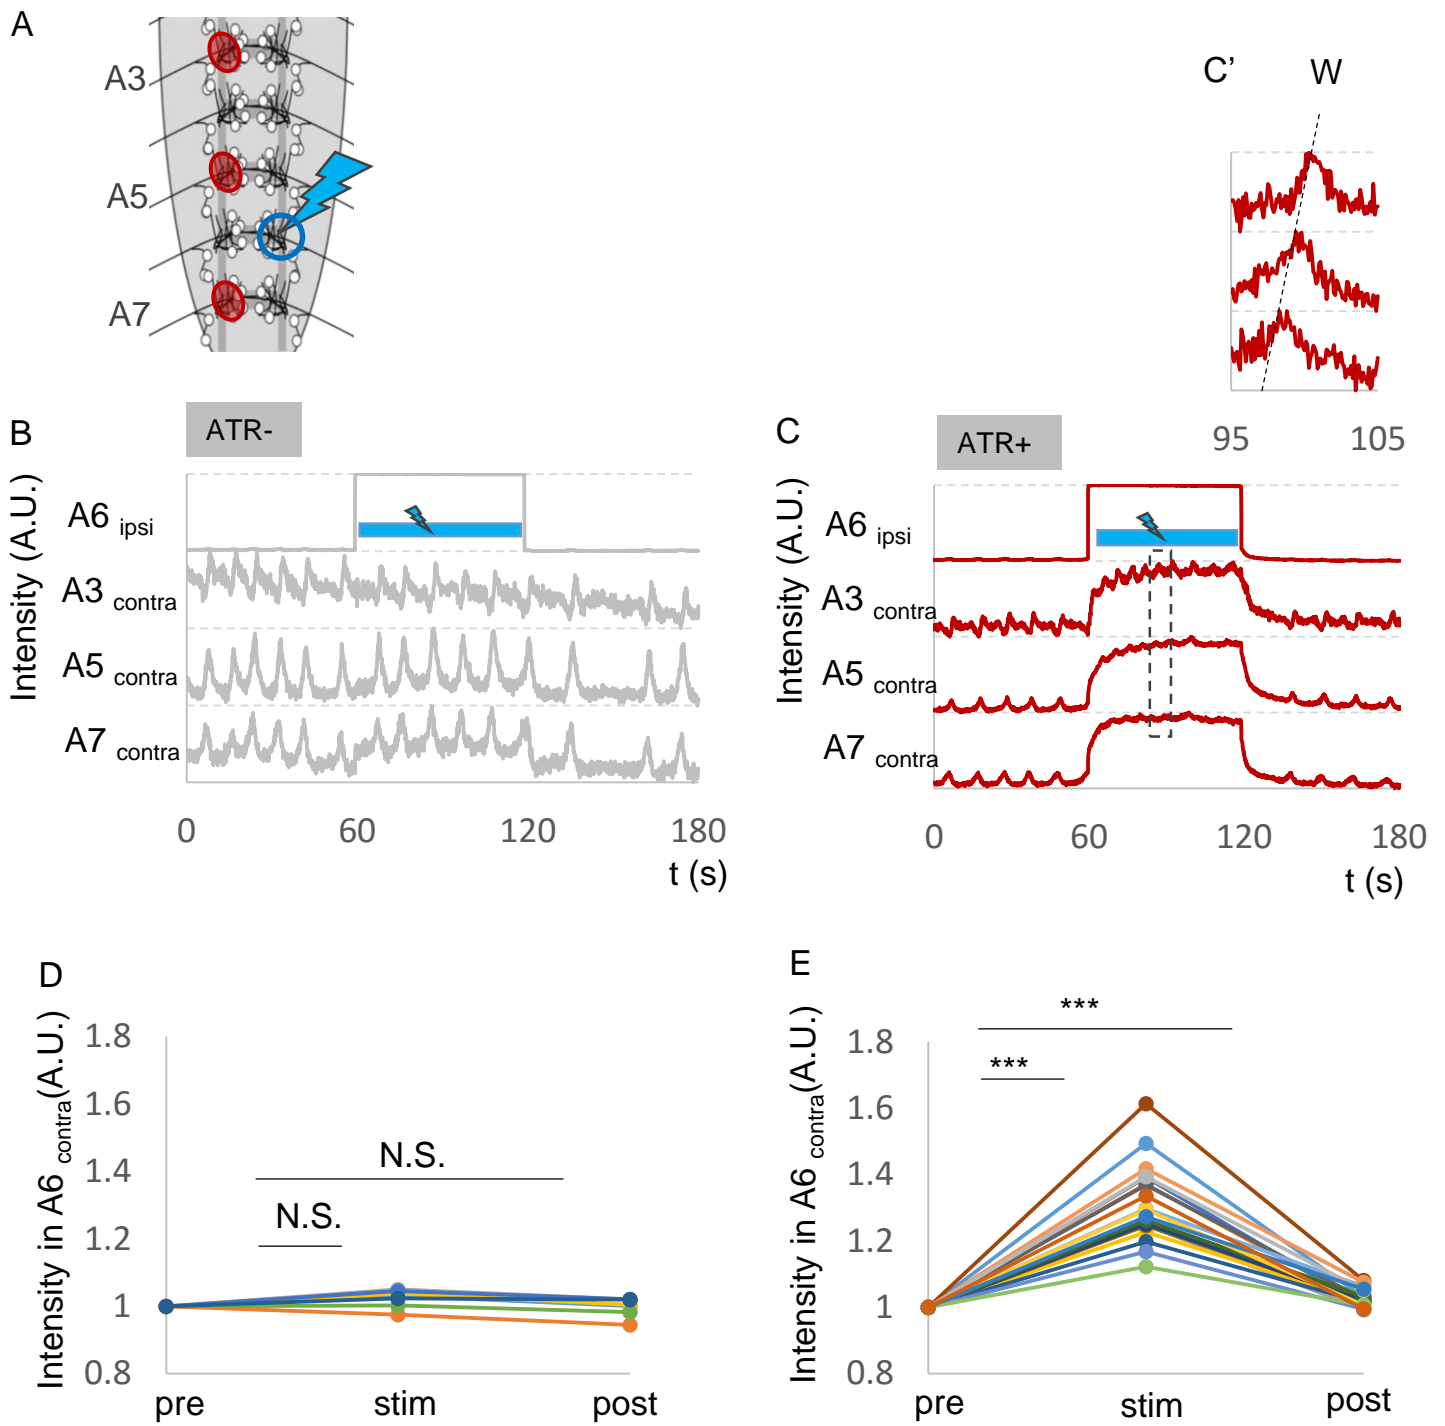 A
A3
A5
A7
C’ W
95 105
B
ATR-
Intensity (A.U.)
A6 ipsi
A3 contra
A5 contra
A7 contra
0 60 120 180
t (s)
C
ATR+
Intensity (A.U.)
A6 ipsi
A3 contra
A5 contra
A7 contra
0 60 120 180
t (s)
D
Intensity in A6 contra(A.U.)
1.8
1.6
1.4
1.2
1
0.8
N.S.
N.S.
pre stim post
E
Intensity in A6 contra(A.U.)
1.8
1.6
1.4
1.2
1
0.8
***
***
pre stim post